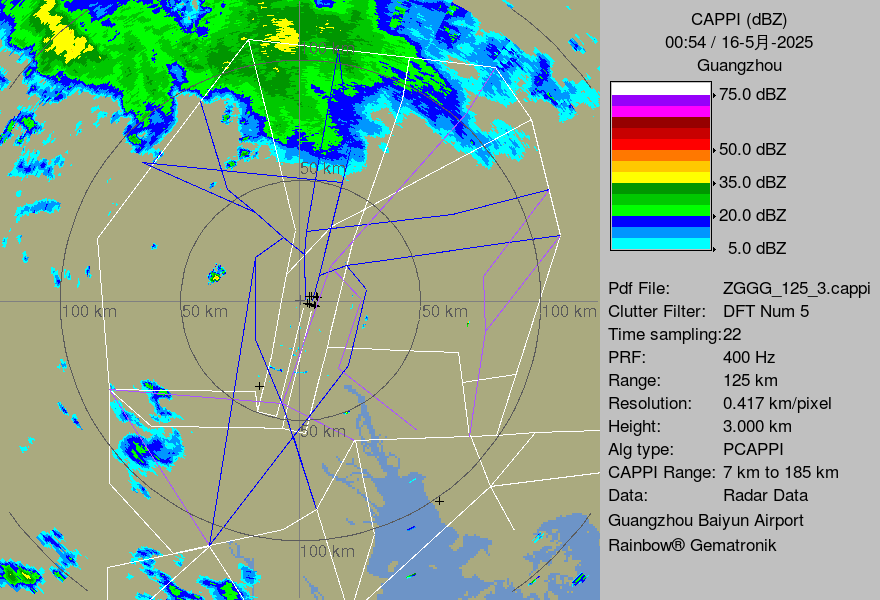 CAPPI (dBZ)
00:54 / 16-5月-2025
Guangzhou
75.0 dBZ
50.0 dBZ
35.0 dBZ
20.0 dBZ
5.0 dBZ
Pdf File: ZGGG_125_3.cappi
Clutter Filter: DFT Num 5
Time sampling:22
PRF: 400 Hz
Range: 125 km
Resolution: 0.417 km/pixel
Height: 3.000 km
Alg type: PCAPPI
CAPPI Range: 7 km to 185 km
Data: Radar Data
Guangzhou Baiyun Airport
Rainbow® Gematronik
100 km
50 km
100 km
50 km
50 km
100 km
50 km
100 km